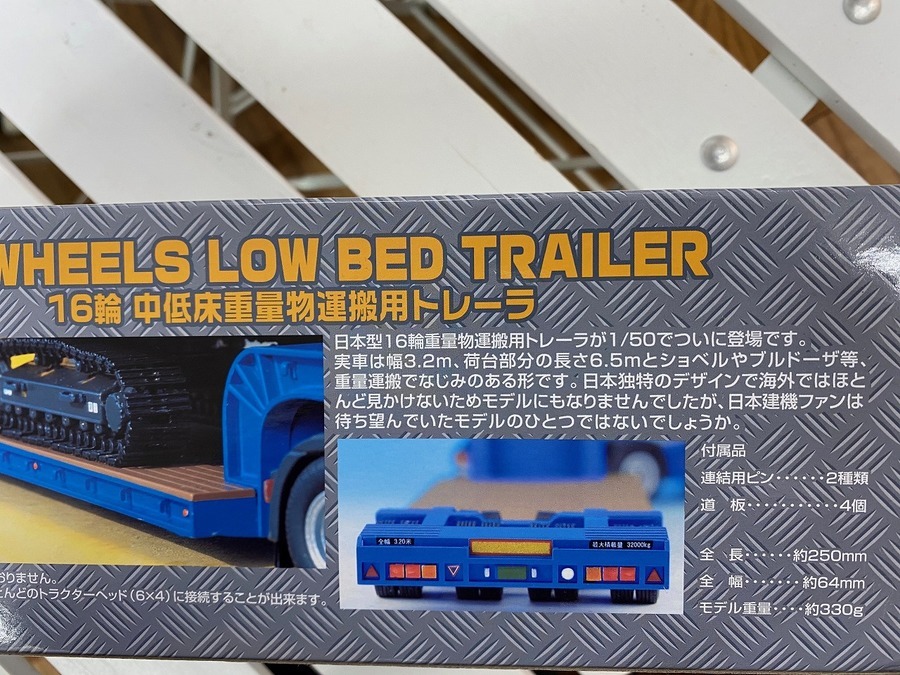 WHEELS LOW BED TRAILER
16輪 中低床重量物運搬用トレーラ
日本型16輪重量物運搬用トレーラが1/50でついに登場です。
実車は幅3.2m、荷台部分の長さ6.5mとショベルやブルドーザ等、
重量運搬でなじみのある形です。日本独特のデザインで海外ではほと
んど見かけないためモデルにもなりませんでしたが、日本建機ファンは
待ち望んでいたモデルのひとつではないでしょうか。
全幅 3.20米
最大積載量 32000kg
付属品
連結用ピン······2種類
道 板···········4個
全 長······約250mm
全 幅·······約64mm
モデル重量····約330g
おりません。
とんどのトラクターヘッド（6×4）に接続することが出来ます。